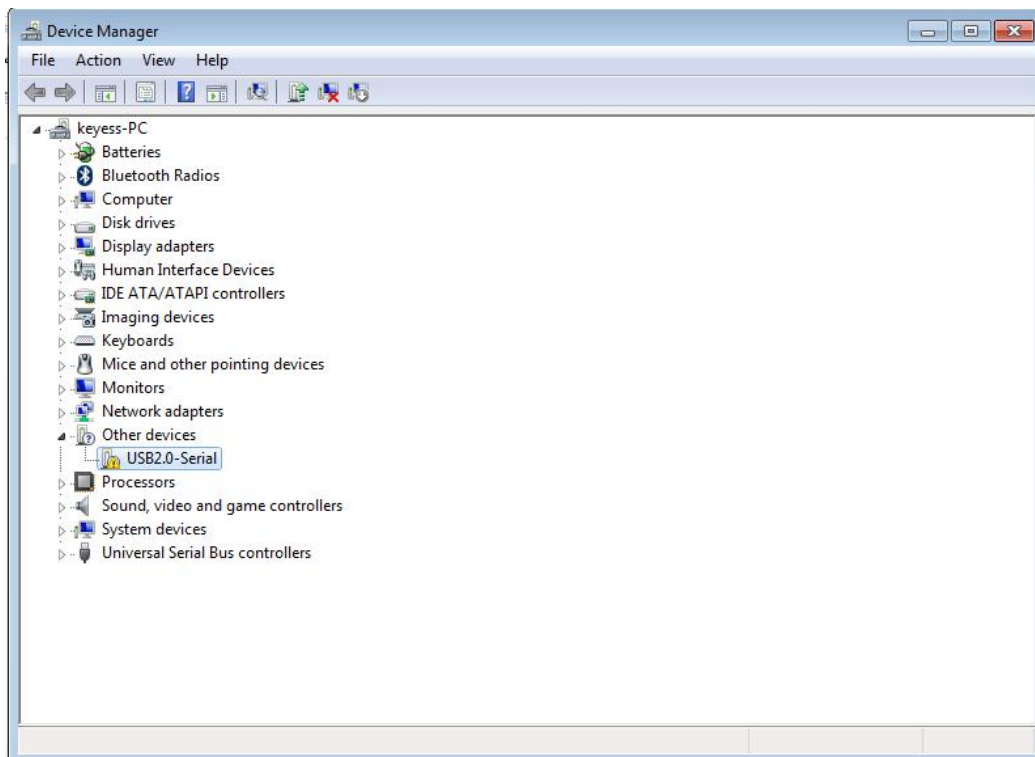 Device Manager
File Action View Help
keyess-PC
Batteries
Bluetooth Radios
Computer
Disk drives
Display adapters
Human Interface Devices
IDE ATA/ATAPI controllers
Imaging devices
Keyboards
Mice and other pointing devices
Monitors
Network adapters
Other devices
USB2.0-Serial
Processors
Sound, video and game controllers
System devices
Universal Serial Bus controllers